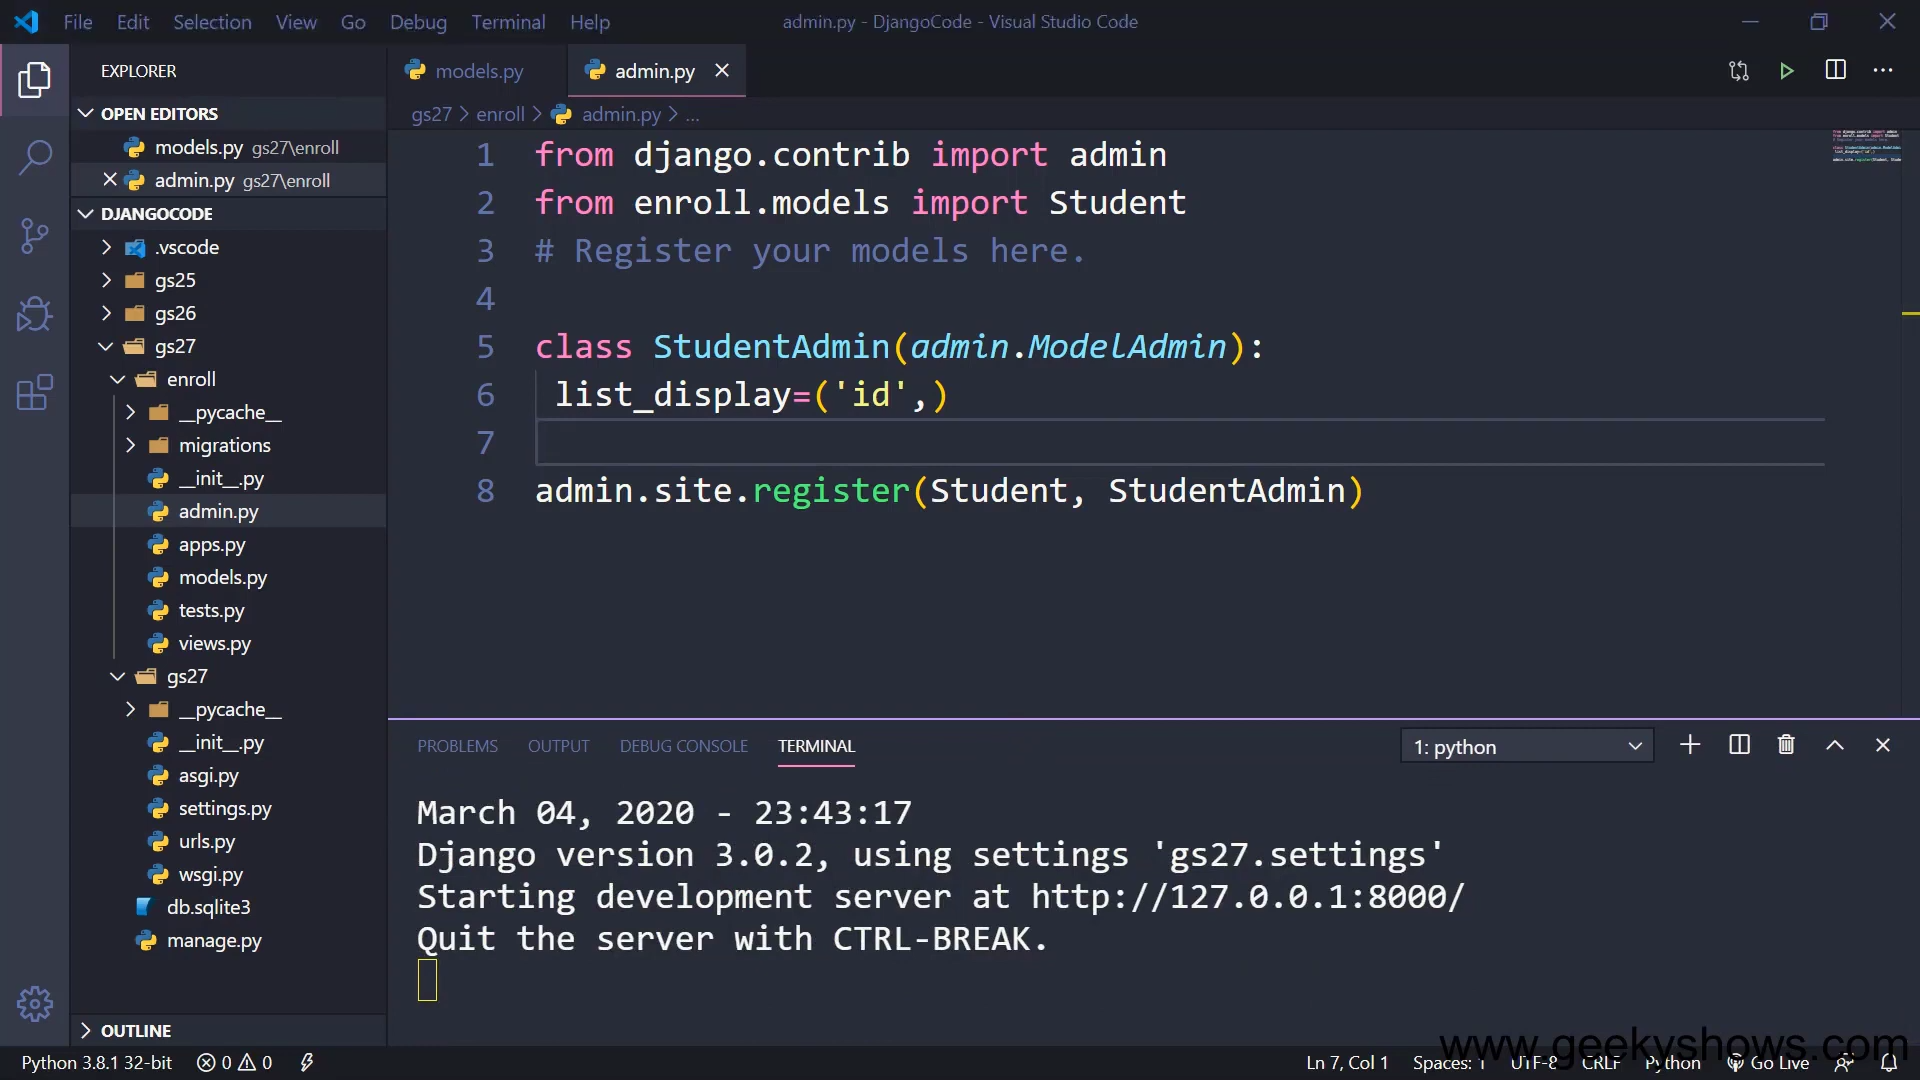 File Edit Selection View Go Debug Terminal Help
admin.py - DjangoCode - Visual Studio Code
EXPLORER
OPEN EDITORS
models.py gs27\enroll
admin.py gs27\enroll
DJANGOCODE
.vscode
gs25
gs26
gs27
enroll
__pycache__
migrations
__init__.py
admin.py
apps.py
models.py
tests.py
views.py
gs27
__pycache__
__init__.py
asgi.py
settings.py
urls.py
wsgi.py
db.sqlite3
manage.py
OUTLINE
models.py admin.py
gs27 > enroll > admin.py > ...
1 from django.contrib import admin
2 from enroll.models import Student
3 # Register your models here.
4
5 class StudentAdmin(admin.ModelAdmin):
6 list_display=('id',)
7
8 admin.site.register(Student, StudentAdmin)
PROBLEMS OUTPUT DEBUG CONSOLE TERMINAL
1: python
March 04, 2020 - 23:43:17
Django version 3.0.2, using settings 'gs27.settings'
Starting development server at http://127.0.0.1:8000/
Quit the server with CTRL-BREAK.
www.geekyshows.com
Python 3.8.1 32-bit 0 0
Ln 7, Col 1 Spaces: 1 UTF-8 CRLF Python Go Live